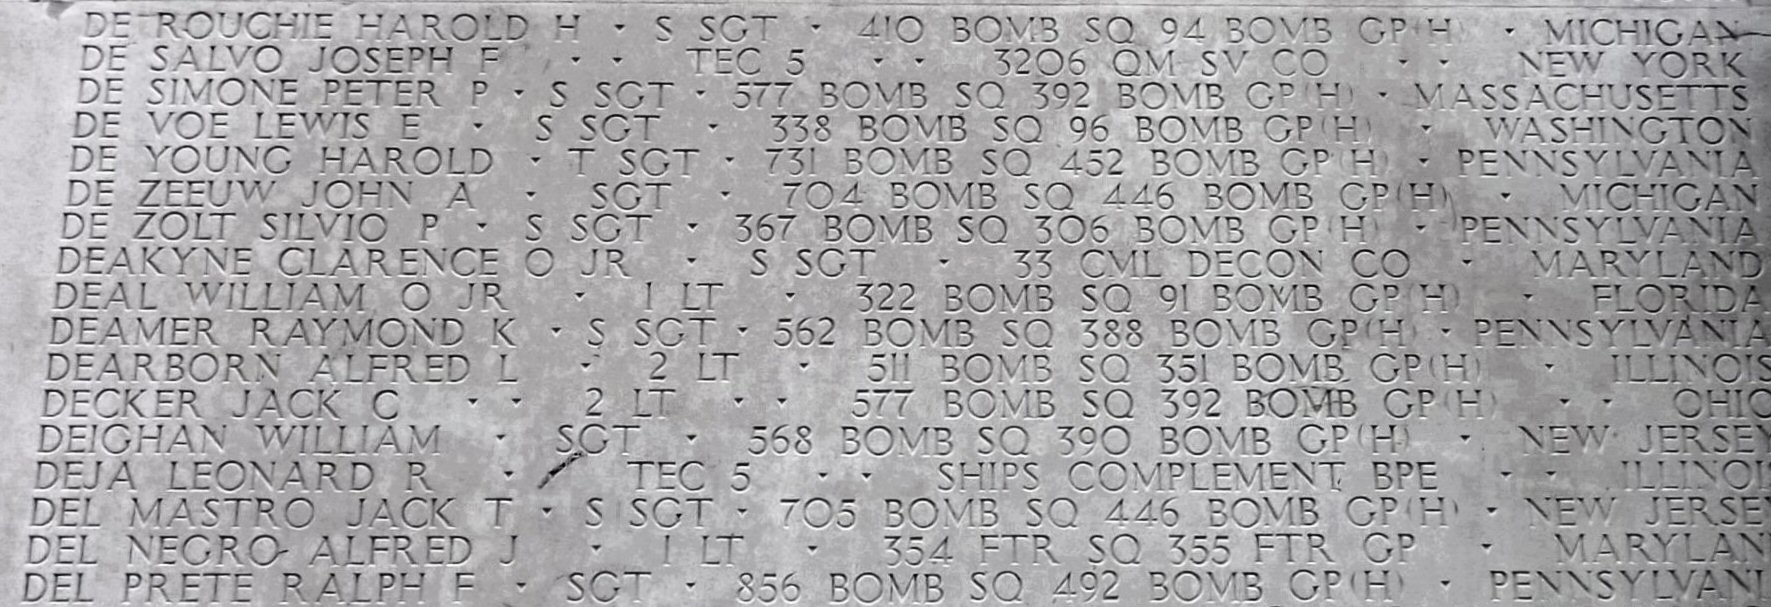 DE ROUCHIE HAROLD H · S SGT · 410 BOMB SQ 94 BOMB GP(H) · MICHIGAN
DE SALVO JOSEPH F · · TEC 5 · · 3206 QM SV CO · · NEW YORK
DE SIMONE PETER P · S SGT · 577 BOMB SQ 392 BOMB GP(H) · MASSACHUSETTS
DE VOE LEWIS E · S SGT · 338 BOMB SQ 96 BOMB GP(H) · WASHINGTON
DE YOUNG HAROLD · T SGT · 731 BOMB SQ 452 BOMB GP(H) · PENNSYLVANIA
DE ZEEUW JOHN A · SGT · 704 BOMB SQ 446 BOMB GP(H) · MICHIGAN
DE ZOLT SILVIO P · S SGT · 367 BOMB SQ 306 BOMB GP(H) · PENNSYLVANIA
DEAKYNE CLARENCE O JR · S SGT · 33 CML DECON CO · MARYLAND
DEAL WILLIAM O JR · 1 LT · 322 BOMB SQ 91 BOMB GP(H) · FLORIDA
DEAMER RAYMOND K · S SGT · 562 BOMB SQ 388 BOMB GP(H) · PENNSYLVANIA
DEARBORN ALFRED L · 2 LT · 511 BOMB SQ 351 BOMB GP(H) · ILLINOIS
DECKER JACK C · · 2 LT · · 577 BOMB SQ 392 BOMB GP(H) · · OHIO
DEIGHAN WILLIAM · SGT · 568 BOMB SQ 390 BOMB GP(H) · NEW JERSEY
DEJA LEONARD R · TEC 5 · · SHIPS COMPLEMENT BPE · · ILLINOIS
DEL MASTRO JACK T · S SGT · 705 BOMB SQ 446 BOMB GP(H) · NEW JERSEY
DEL NEGRO ALFRED J · 1 LT · 354 FTR SQ 355 FTR GP · MARYLAN
DEL PRETE RALPH F · SGT · 856 BOMB SQ 492 BOMB GP(H) · PENNSYLVANI